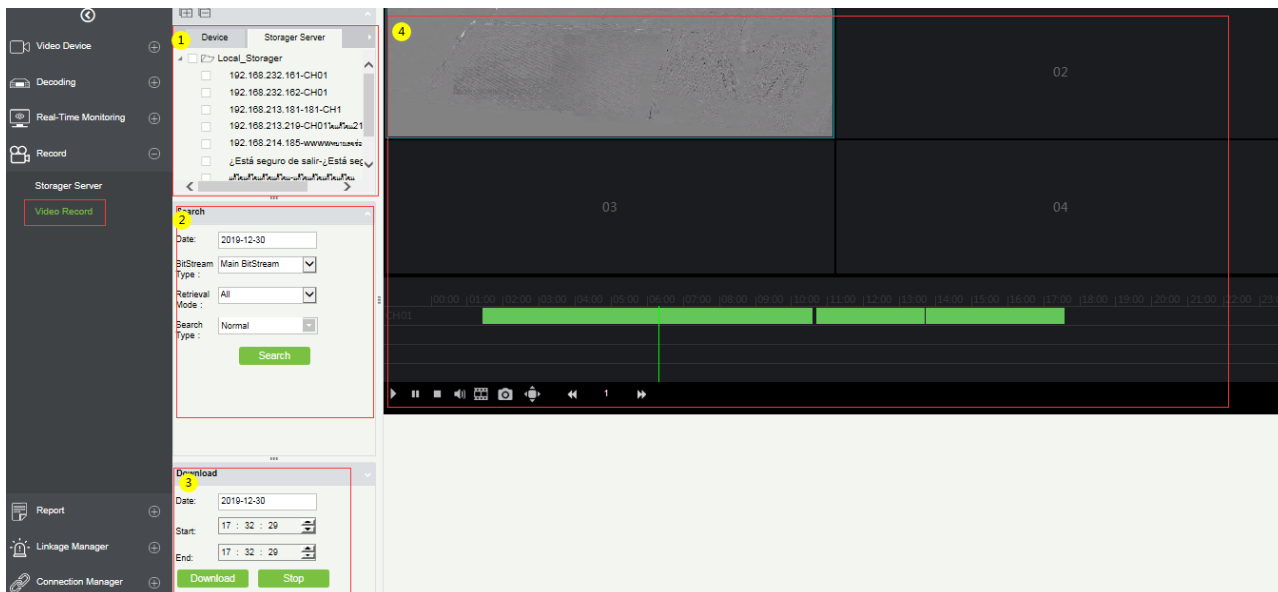 Video Device
Decoding
Real-Time Monitoring
Record
Storager Server
Video Record
Report
Linkage Manager
Connection Manager
1
Device
Storager Server
Local_Storager
192.168.232.161-CH01
192.168.232.162-CH01
192.168.213.181-181-CH1
192.168.213.219-CH01
192.168.214.185-wwww
¿Está seguro de salir-¿Está seg
Search
2
Date: 2019-12-30
BitStream Type : Main BitStream
Retrieval Mode : All
Search Type : Normal
Search
Download
3
Date: 2019-12-30
Start: 17 : 32 : 29
End: 17 : 32 : 29
Download Stop
4
02
03
04
00:00 01:00 02:00 03:00 04:00 05:00 06:00 07:00 08:00 09:00 10:00 11:00 12:00 13:00 14:00 15:00 16:00 17:00 18:00 19:00 20:00 21:00 22:00
CH01
1